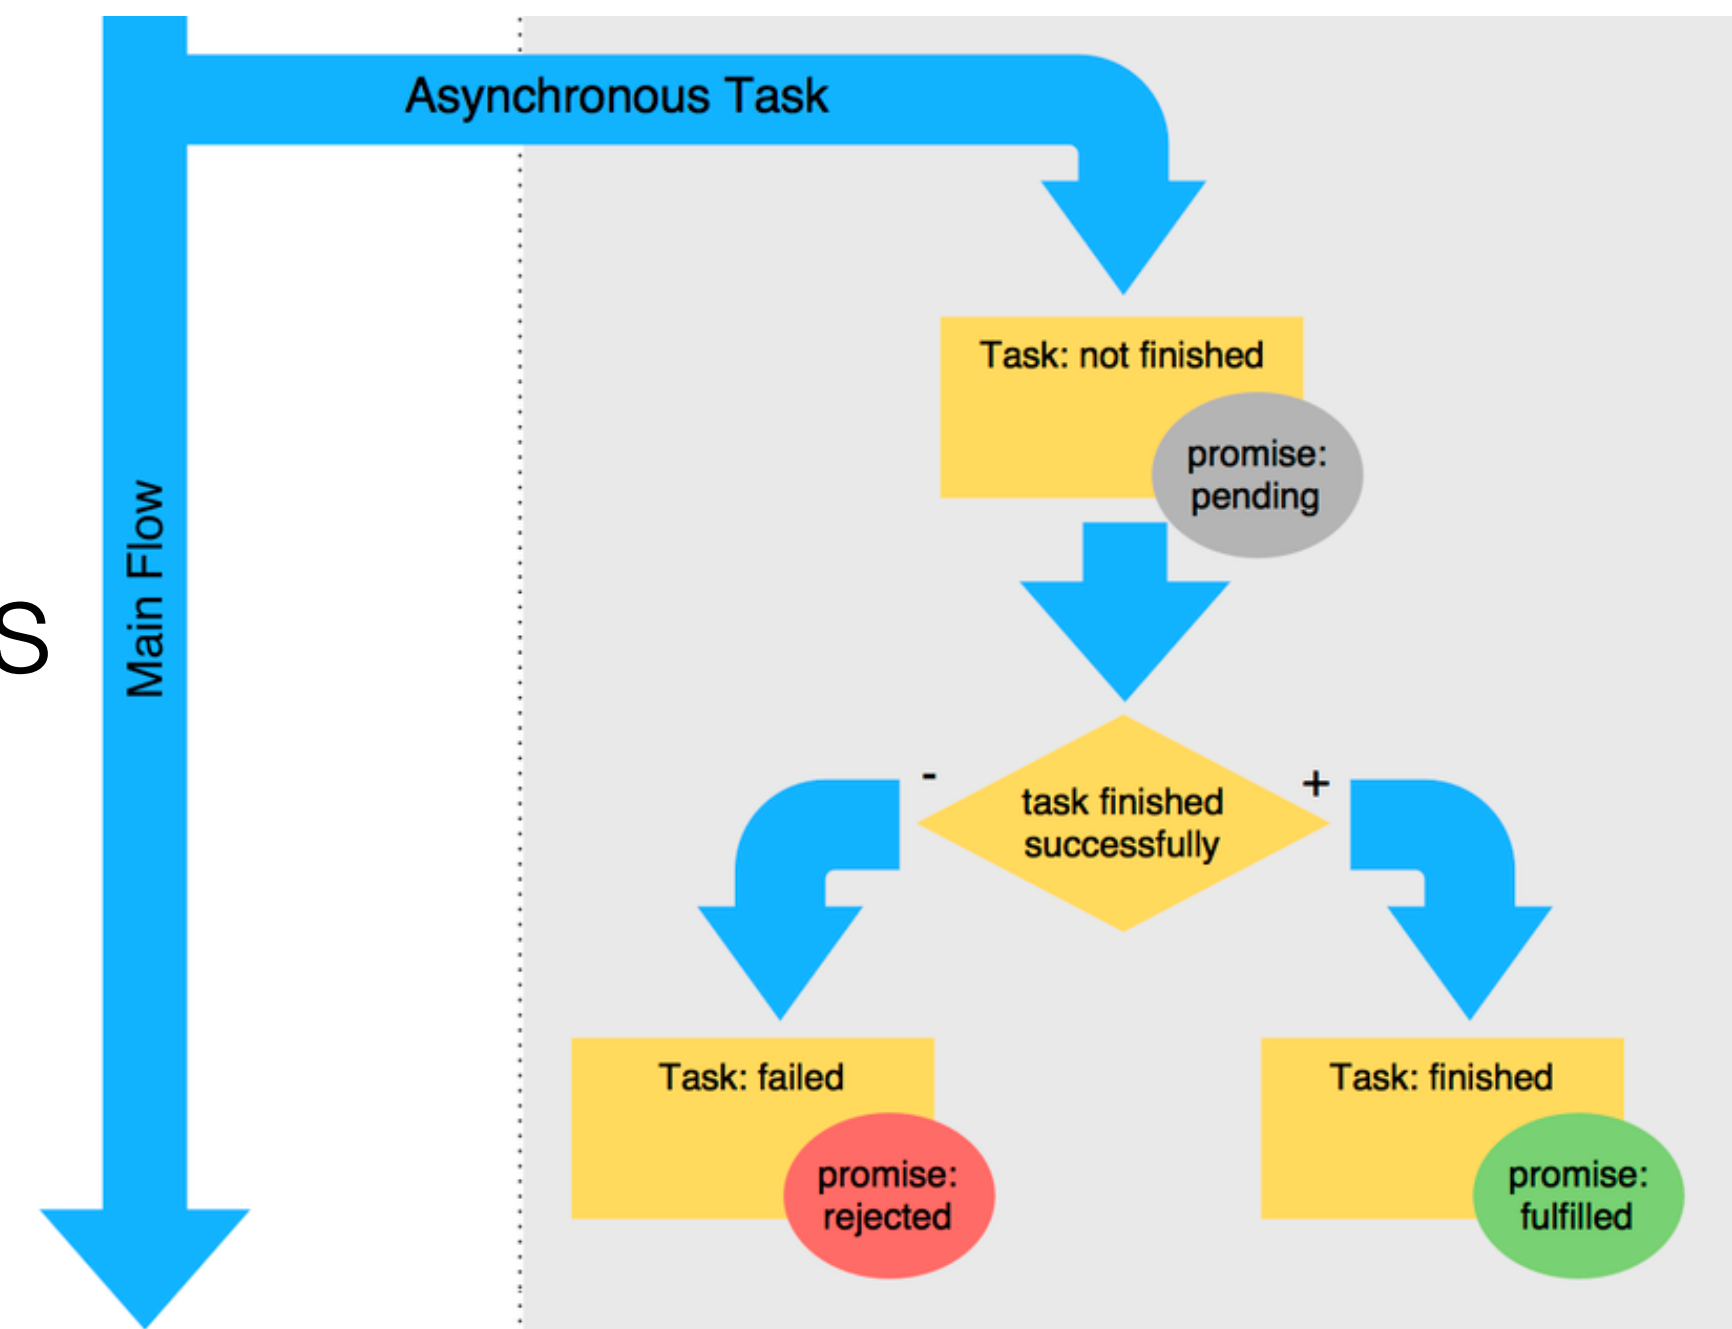 Asynchronous Task
Task: not finished
promise:
pending
Main Flow
s
-
+
task finished
successfully
Task: failed
promise:
rejected
Task: finished
promise:
fulfilled